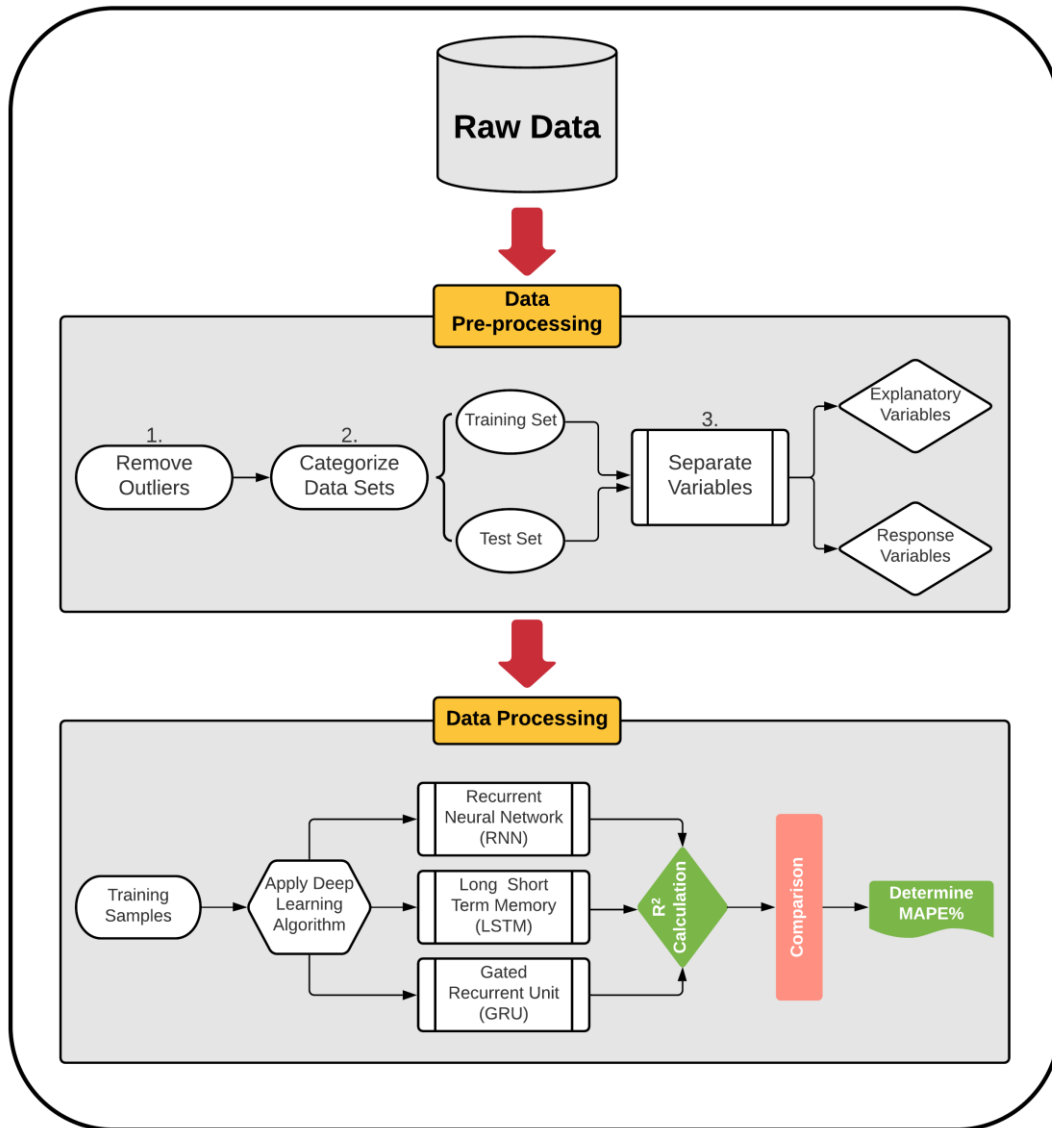 Raw Data
Data
Pre-processing
1.
Remove
Outliers
2.
Categorize
Data Sets
Training Set
Test Set
3.
Separate
Variables
Explanatory
Variables
Response
Variables
Data Processing
Training
Samples
Apply Deep
Learning
Algorithm
Recurrent
Neural Network
(RNN)
Long Short
Term Memory
(LSTM)
Gated
Recurrent Unit
(GRU)
R²
Calculation
Comparison
Determine
MAPE%